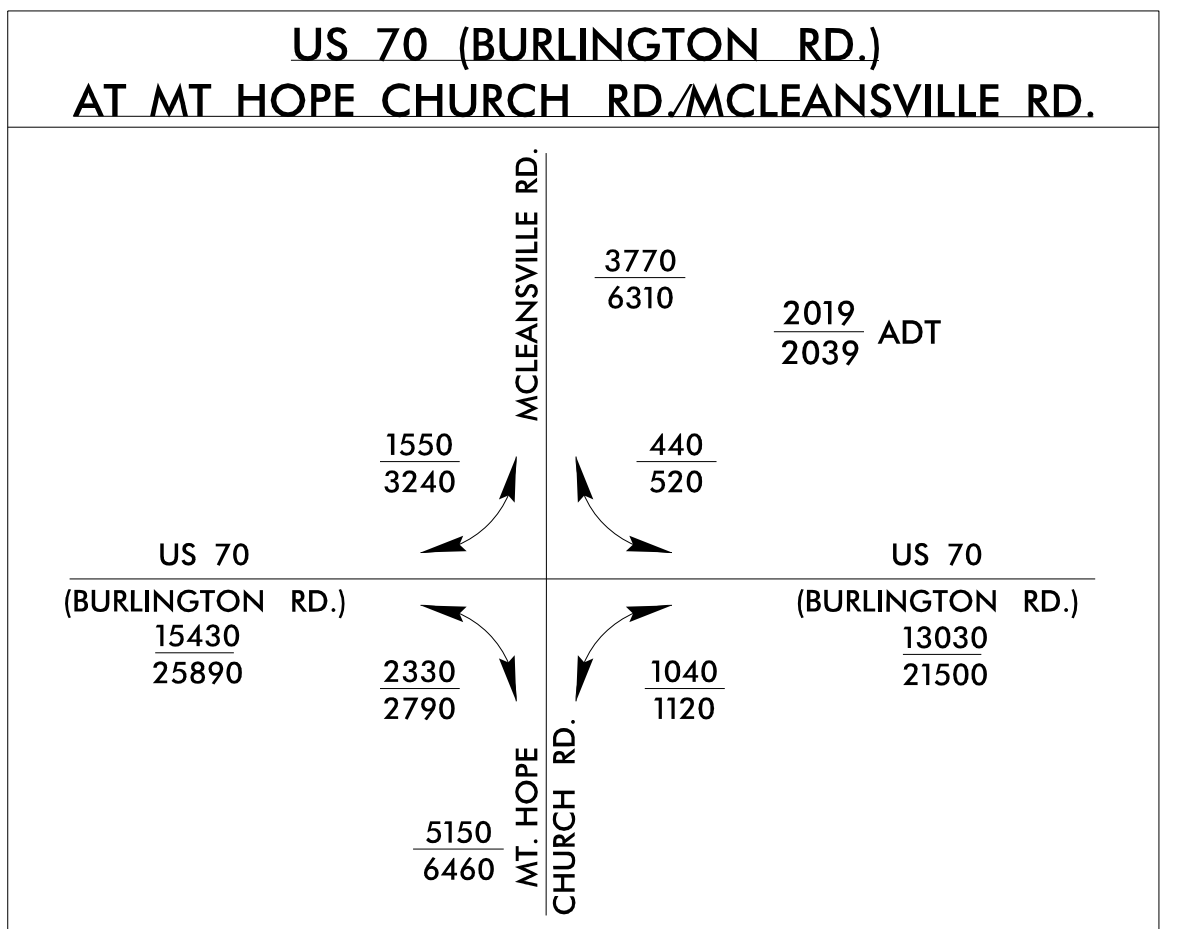 US 70 (BURLINGTON RD.)
AT MT HOPE CHURCH RD./MCLEANSVILLE RD.
MCLEANSVILLE RD.
3770
6310
2019
2039
ADT
1550
3240
440
520
US 70
(BURLINGTON RD.)
15430
25890
US 70
(BURLINGTON RD.)
13030
21500
2330
2790
1040
1120
MT. HOPE
CHURCH RD.
5150
6460